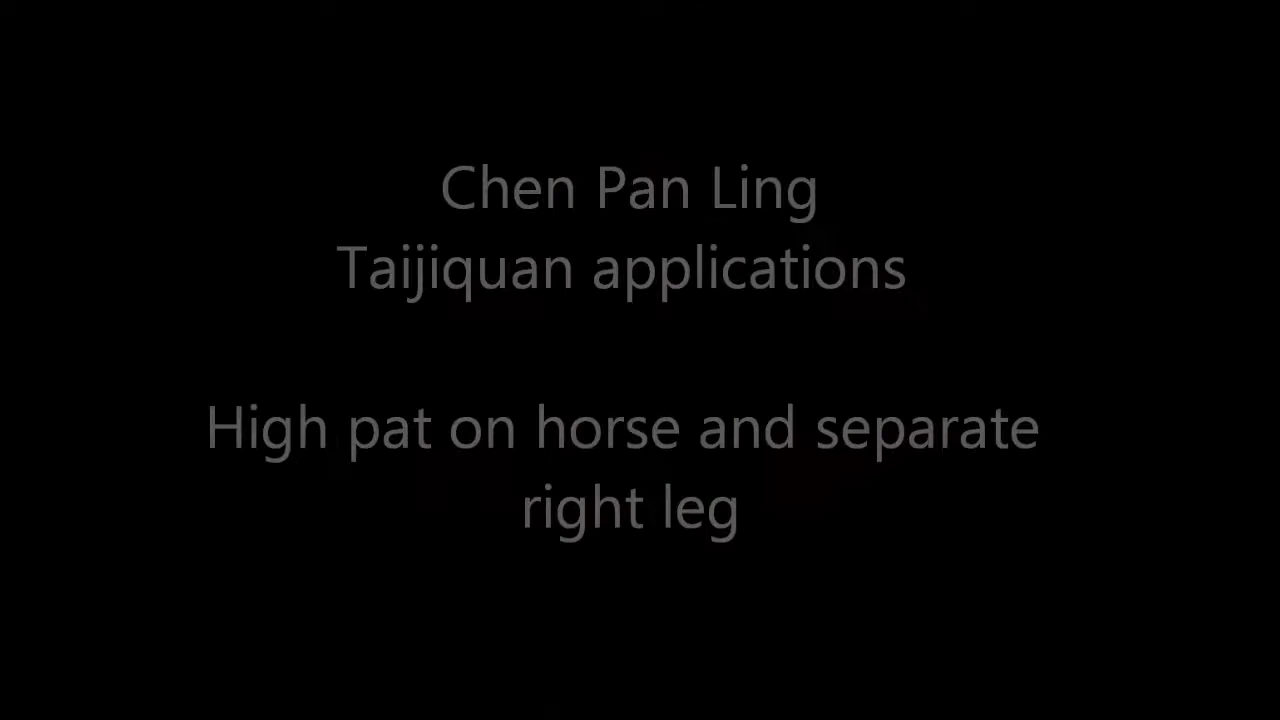 Chen Pan Ling
Taijiquan applications
High pat on horse and separate
right leg